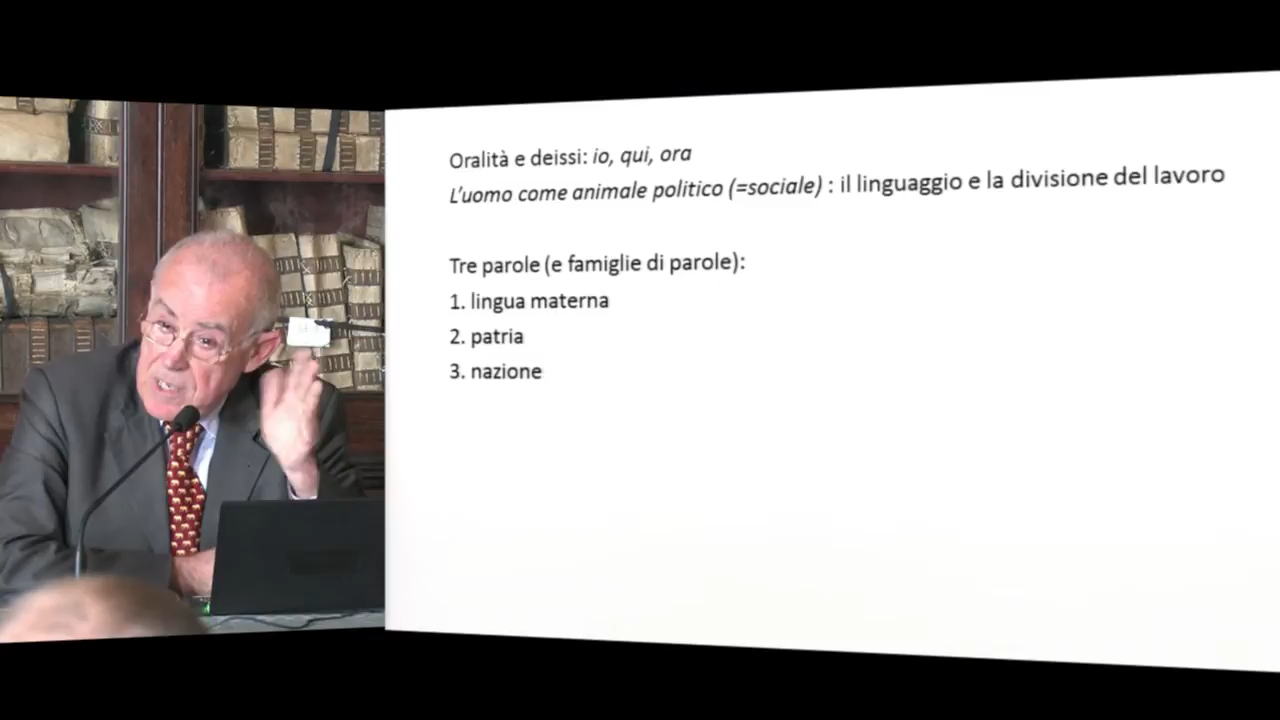 Oralità e deissi: io, qui, ora
L'uomo come animale politico (=sociale) : il linguaggio e la divisione del lavoro
Tre parole (e famiglie di parole):
1. lingua materna
2. patria
3. nazione